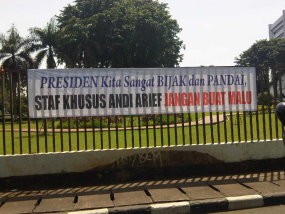 PRESIDEN Kita Sangat BIJAK dan PANDAI,
STAF KHUSUS ANDI ARIEF JANGAN BUAT MALU